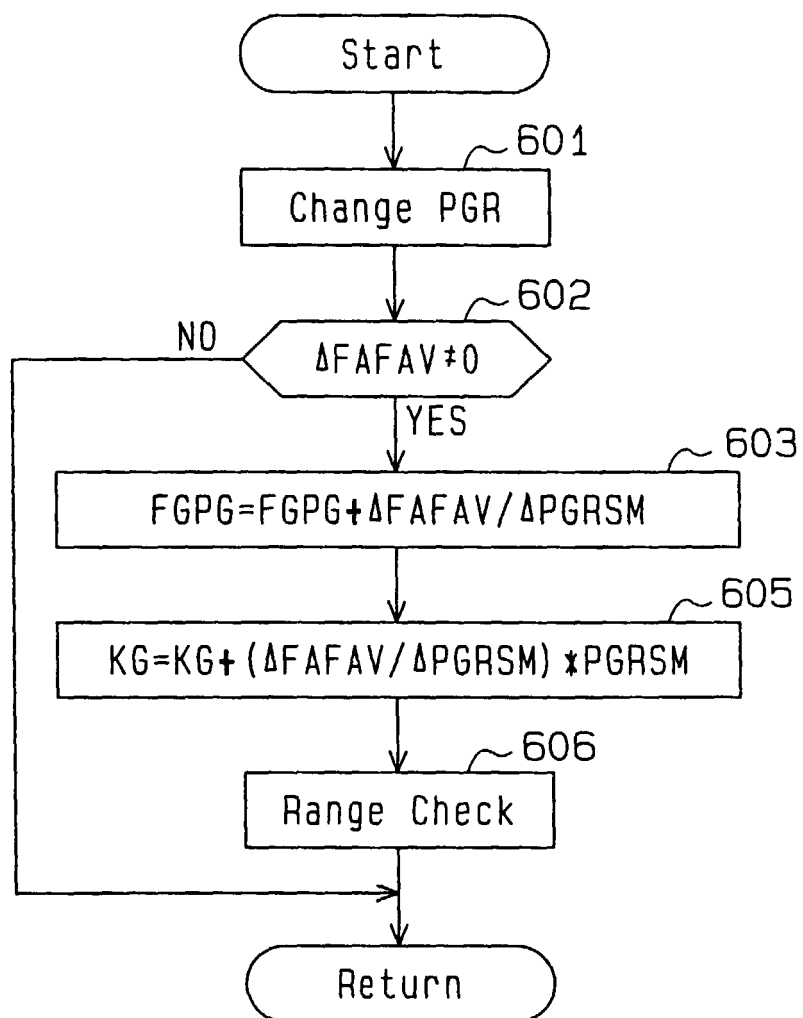 Start
601
Change PGR
602
NO
ΔFAFAV≠0
YES
603
FGPG=FGPG+ΔFAFAV/ΔPGRSM
605
KG=KG+(ΔFAFAV/ΔPGRSM)*PGRSM
606
Range Check
Return